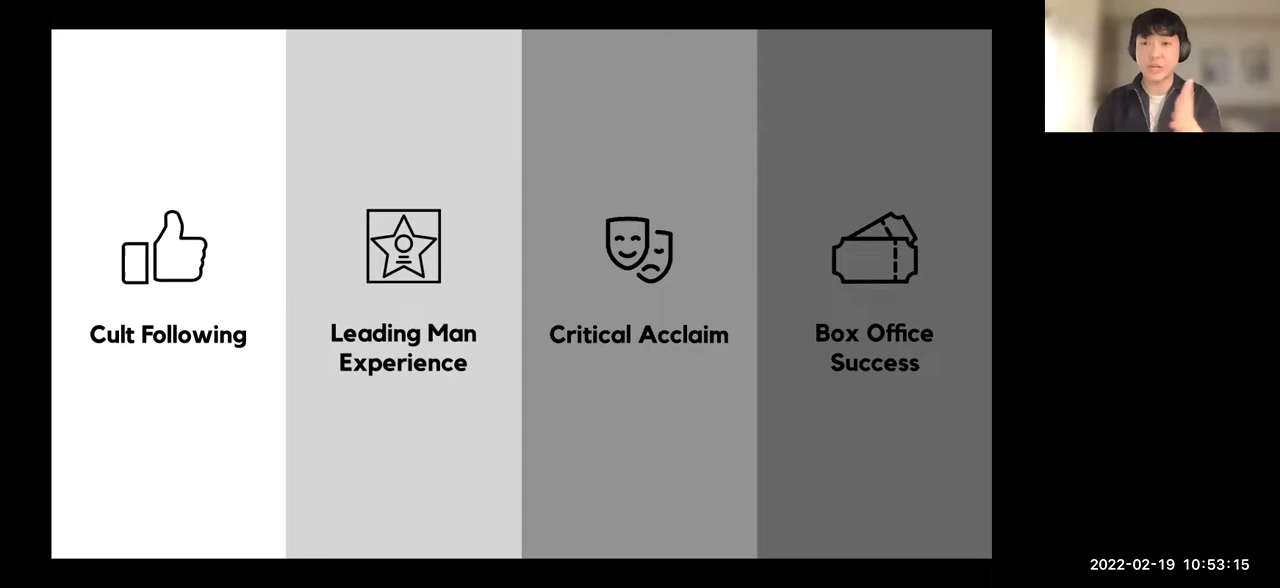 Cult Following
Leading Man
Experience
Critical Acclaim
Box Office
Success
2022-02-19 10:53:15